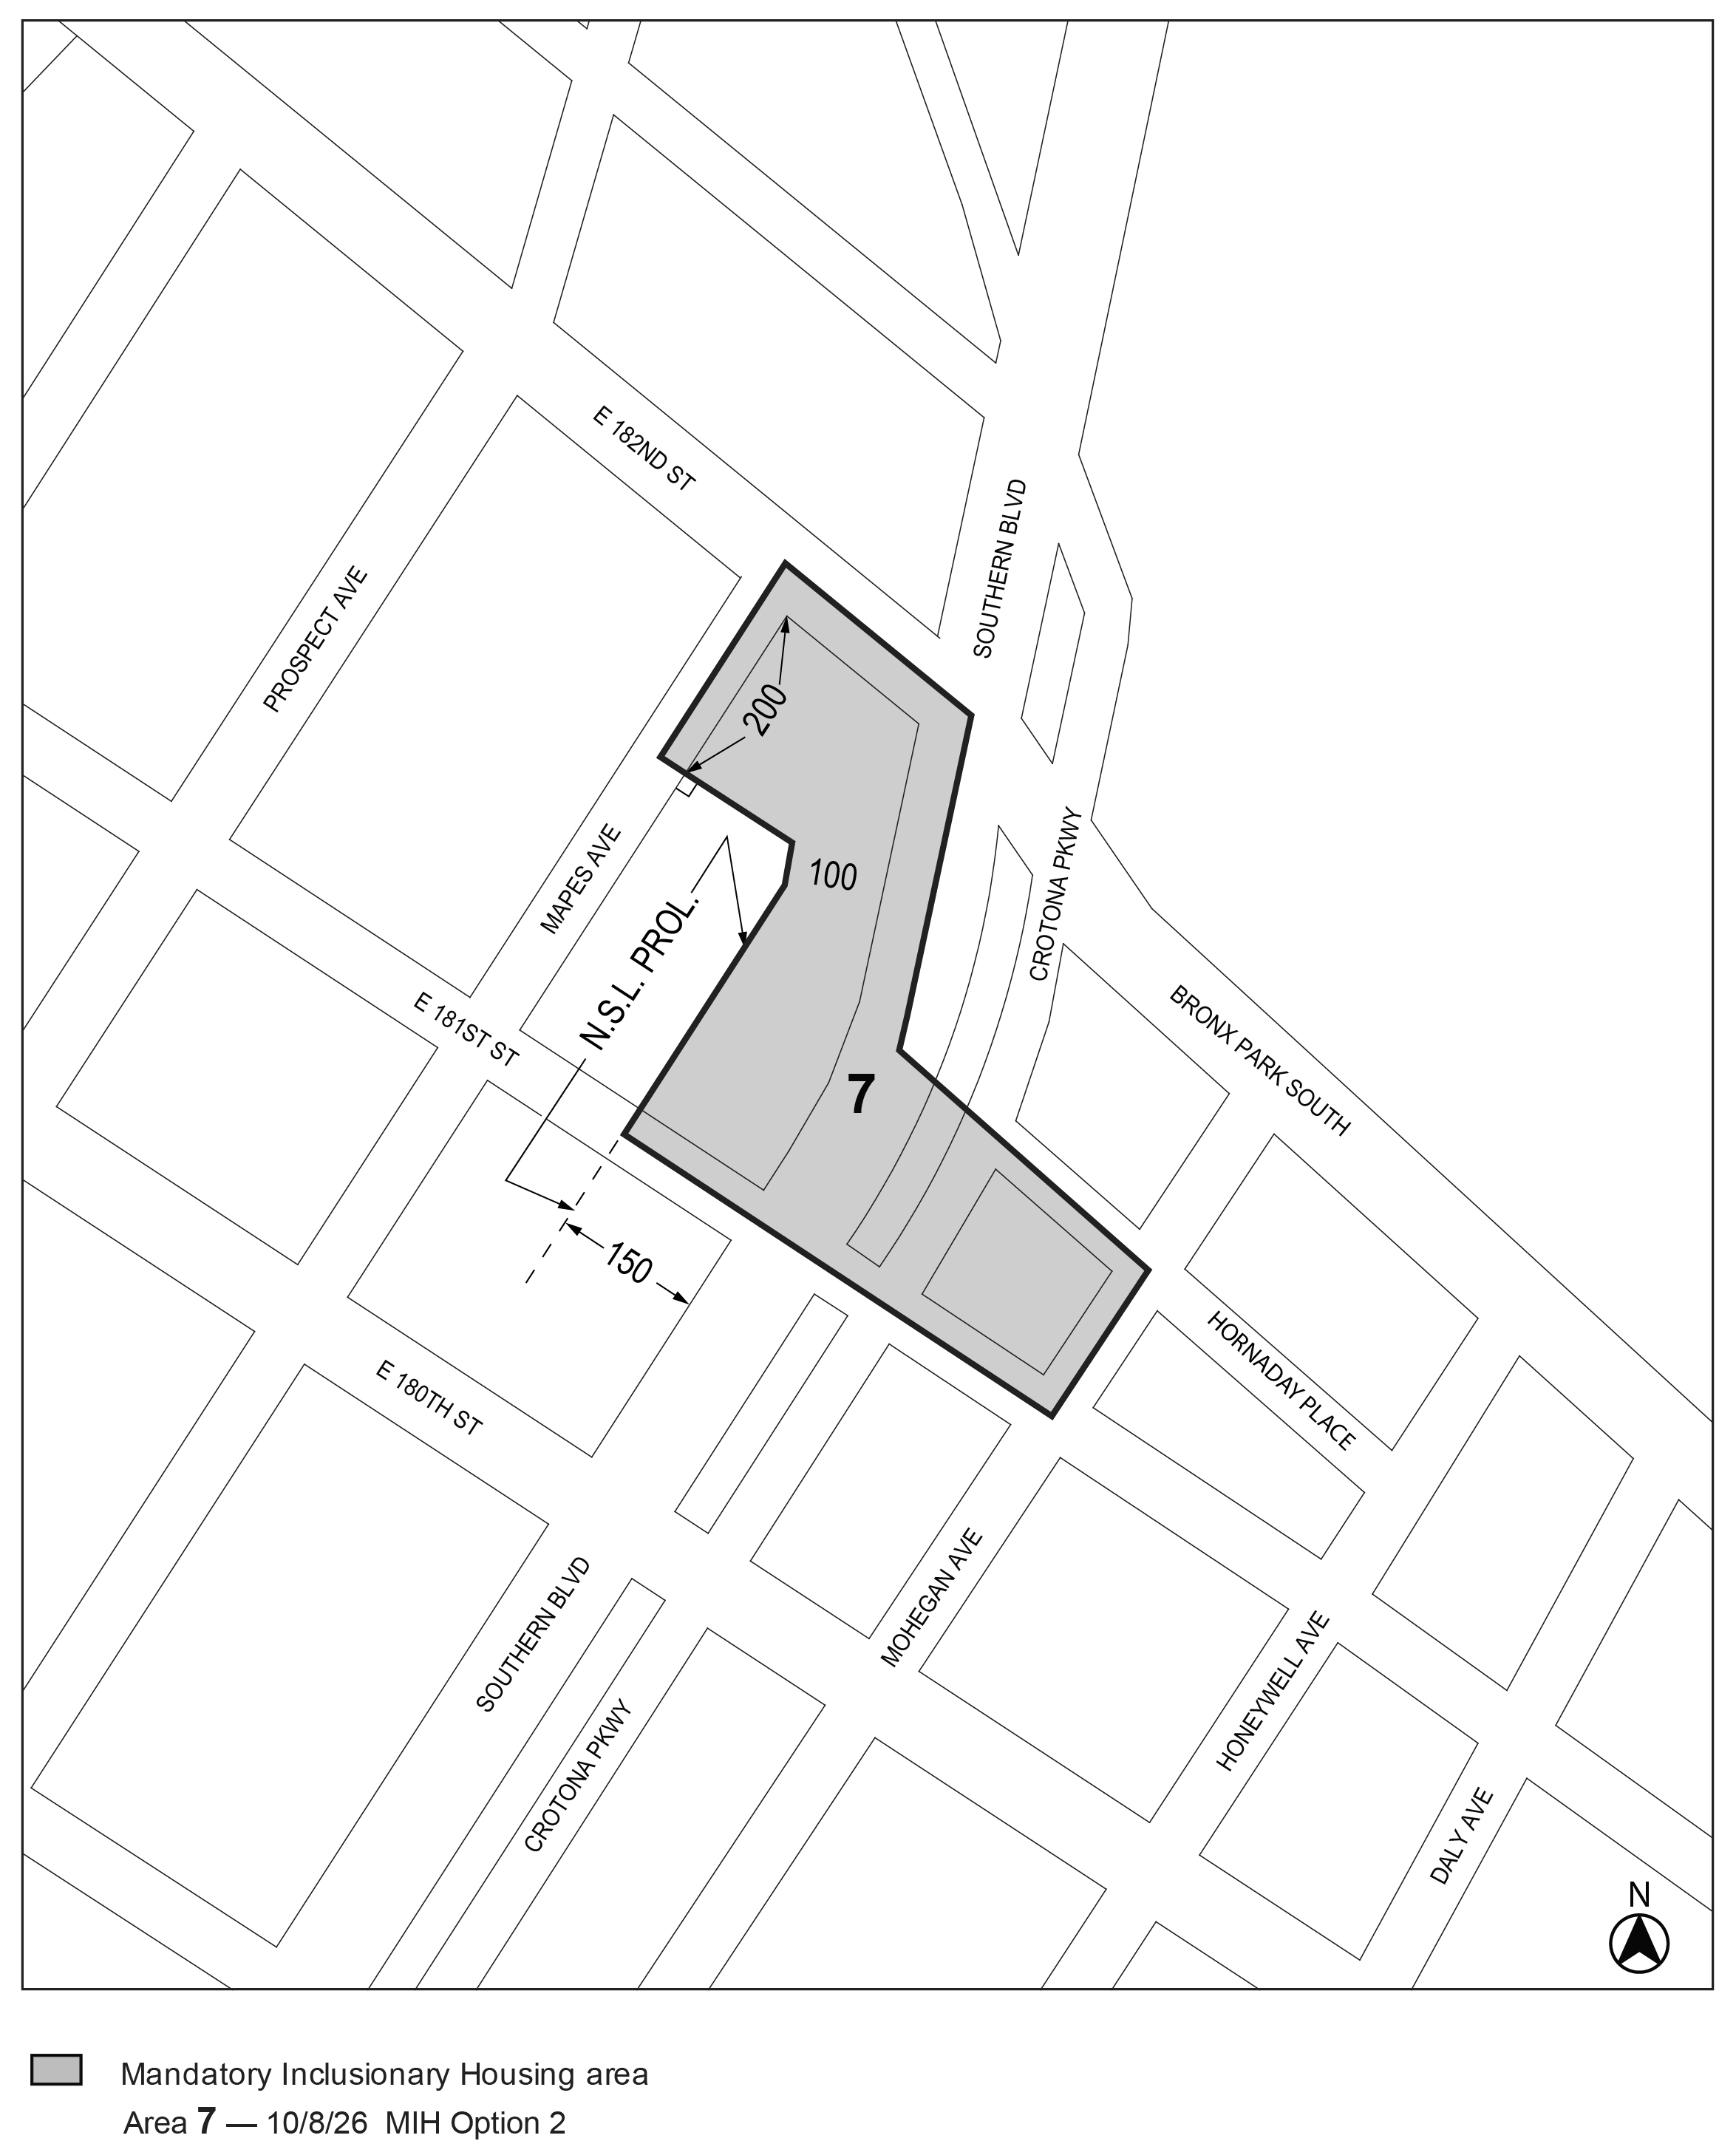 E 182ND ST
SOUTHERN BLVD
PROSPECT AVE
200
MAPES AVE
100
CROTONA PKWY
N.S.L. PROL.
E 181ST ST
BRONX PARK SOUTH
7
150
HORNADAY PLACE
E 180TH ST
SOUTHERN BLVD
MOHEGAN AVE
HONEYWELL AVE
CROTONA PKWY
DALY AVE
N
Mandatory Inclusionary Housing area
Area 7 — 10/8/26 MIH Option 2